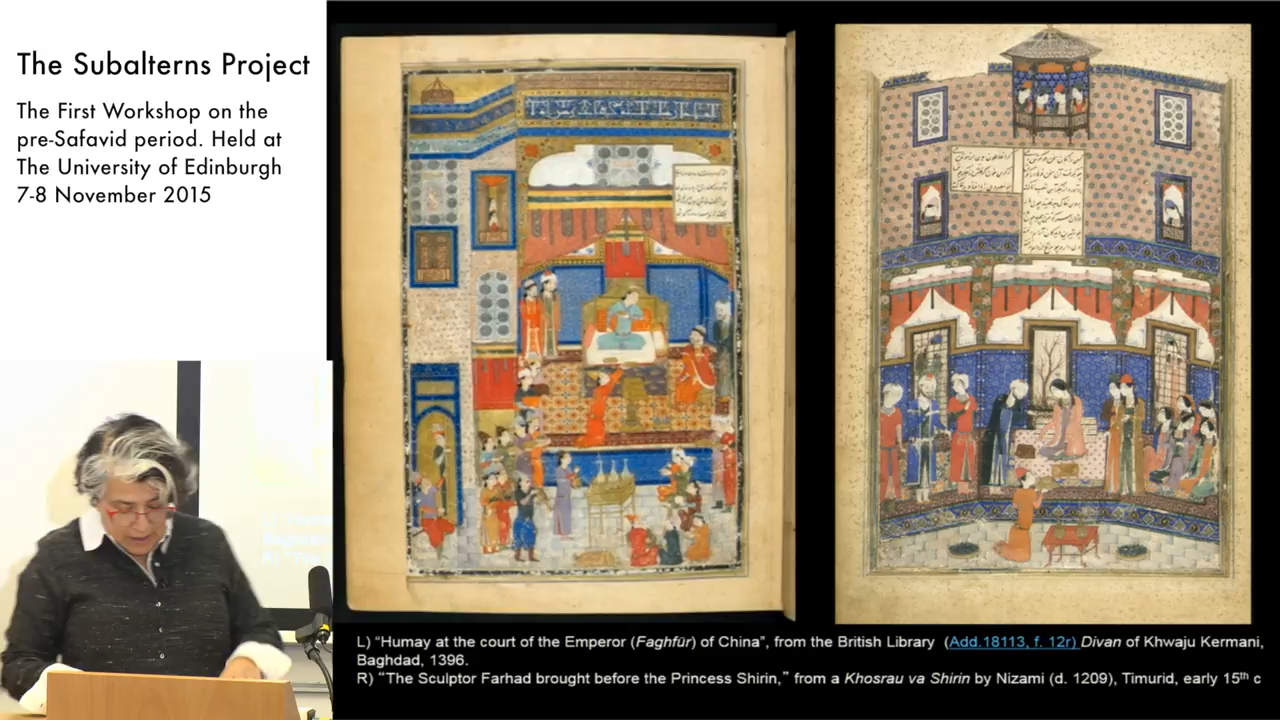 The Subalterns Project
The First Workshop on the
pre-Safavid period. Held at
The University of Edinburgh
7-8 November 2015
L) “Humay at the court of the Emperor (Faghfūr) of China”, from the British Library (Add.18113, f. 12r) Divan of Khwaju Kermani,
Baghdad, 1396.
R) “The Sculptor Farhad brought before the Princess Shirin,” from a Khosrau va Shirin by Nizami (d. 1209), Timurid, early 15th c